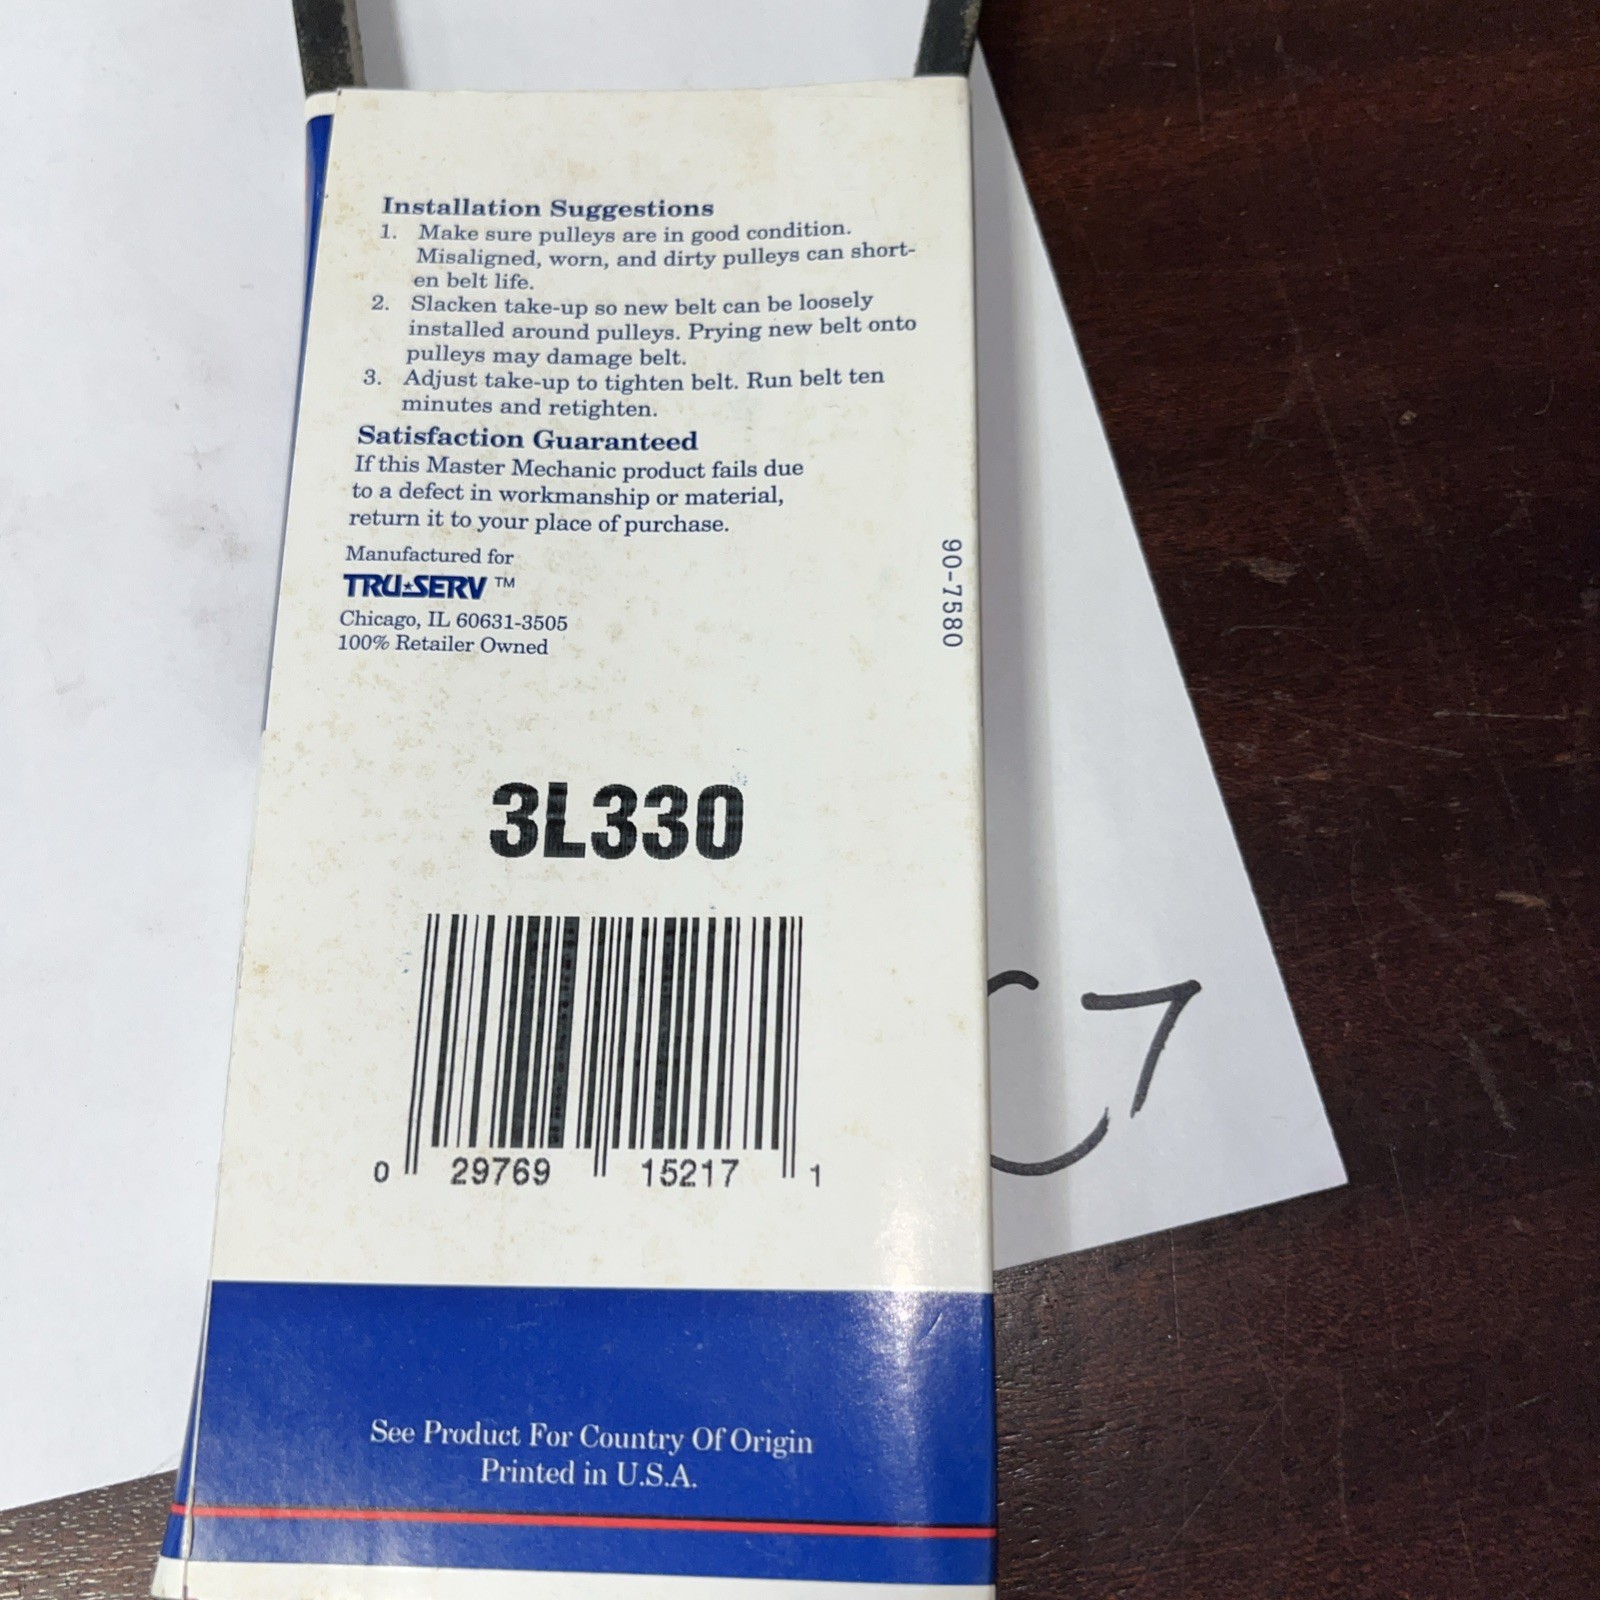 Installation Suggestions
1. Make sure pulleys are in good condition.
Misaligned, worn, and dirty pulleys can short-
en belt life.
2. Slacken take-up so new belt can be loosely
installed around pulleys. Prying new belt onto
pulleys may damage belt.
3. Adjust take-up to tighten belt. Run belt ten
minutes and retighten.
Satisfaction Guaranteed
If this Master Mechanic product fails due
to a defect in workmanship or material,
return it to your place of purchase.
Manufactured for
TRU★SERV™
Chicago, IL 60631-3505
100% Retailer Owned
90-7580
3L330
0 29769 15217 1
C7
See Product For Country Of Origin
Printed in U.S.A.